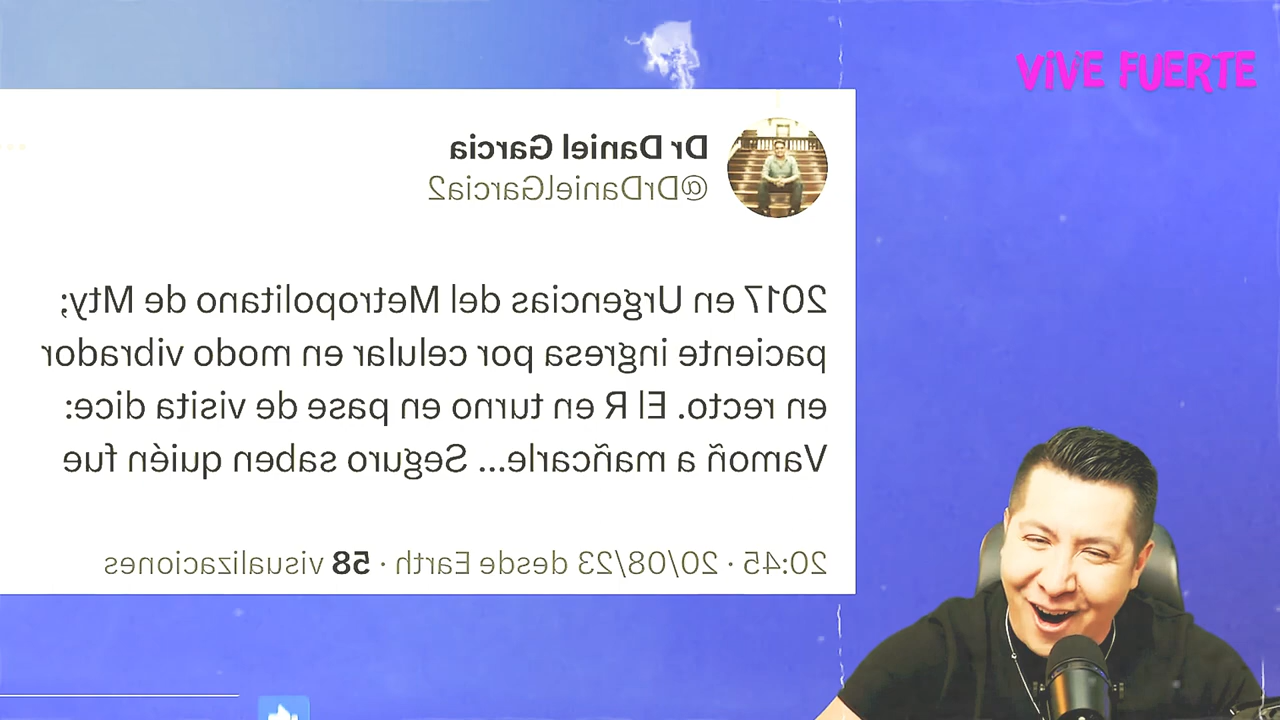 VIVE FUERTE
Dr Daniel Garcia
@DrDanielGarcia2
2017 en Urgencias del Metropolitano de Mty;
paciente ingresa por celular en modo vibrador
en recto. El R en turno en pase de visita dice:
Vamoñ a mañcarle... Seguro saben quién fue
20:45 · 20/08/23 desde Earth · 58 visualizaciones